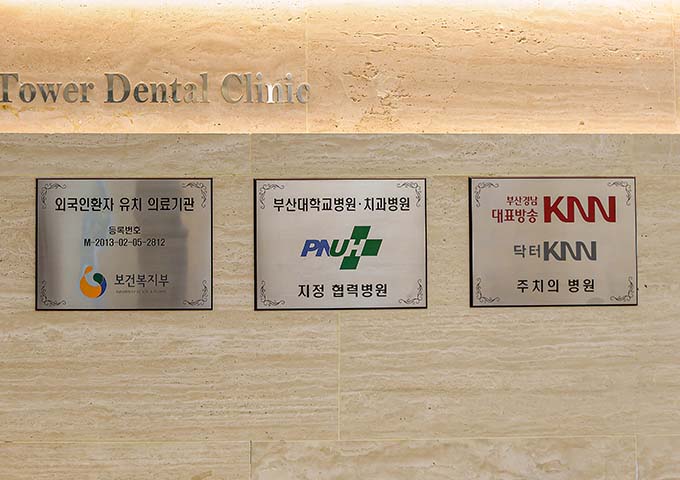 Tower Dental Clinic
외국인환자 유치 의료기관
등록번호
M-2013-02-05-2812
보건복지부
부산대학교병원·치과병원
PNUH
지정 협력병원
부산경남
대표방송 KNN
닥터 KNN
주치의 병원